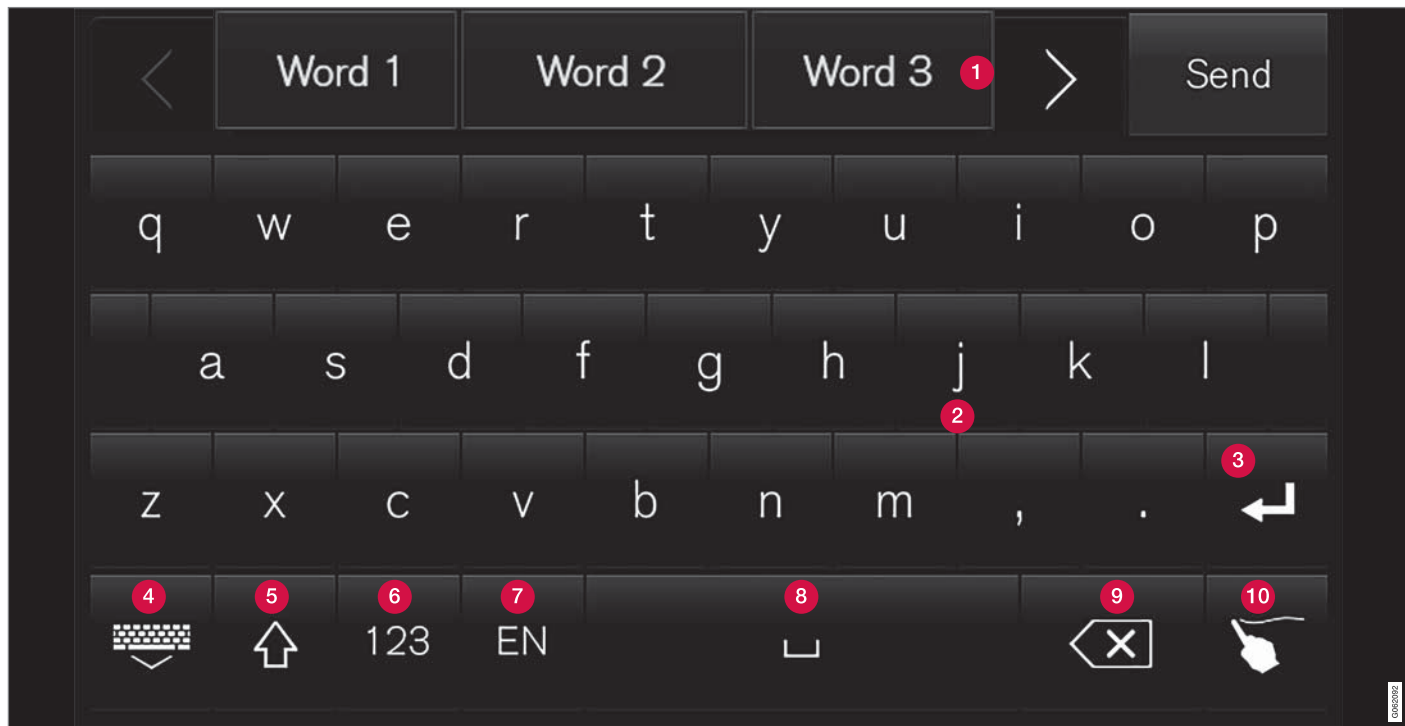 Word 1 Word 2 Word 3 1 Send
q w e r t y u i o p
a s d f g h j k l
2
3
z x c v b n m , .
4 5 6 7 8 9 10
123 EN
G062092